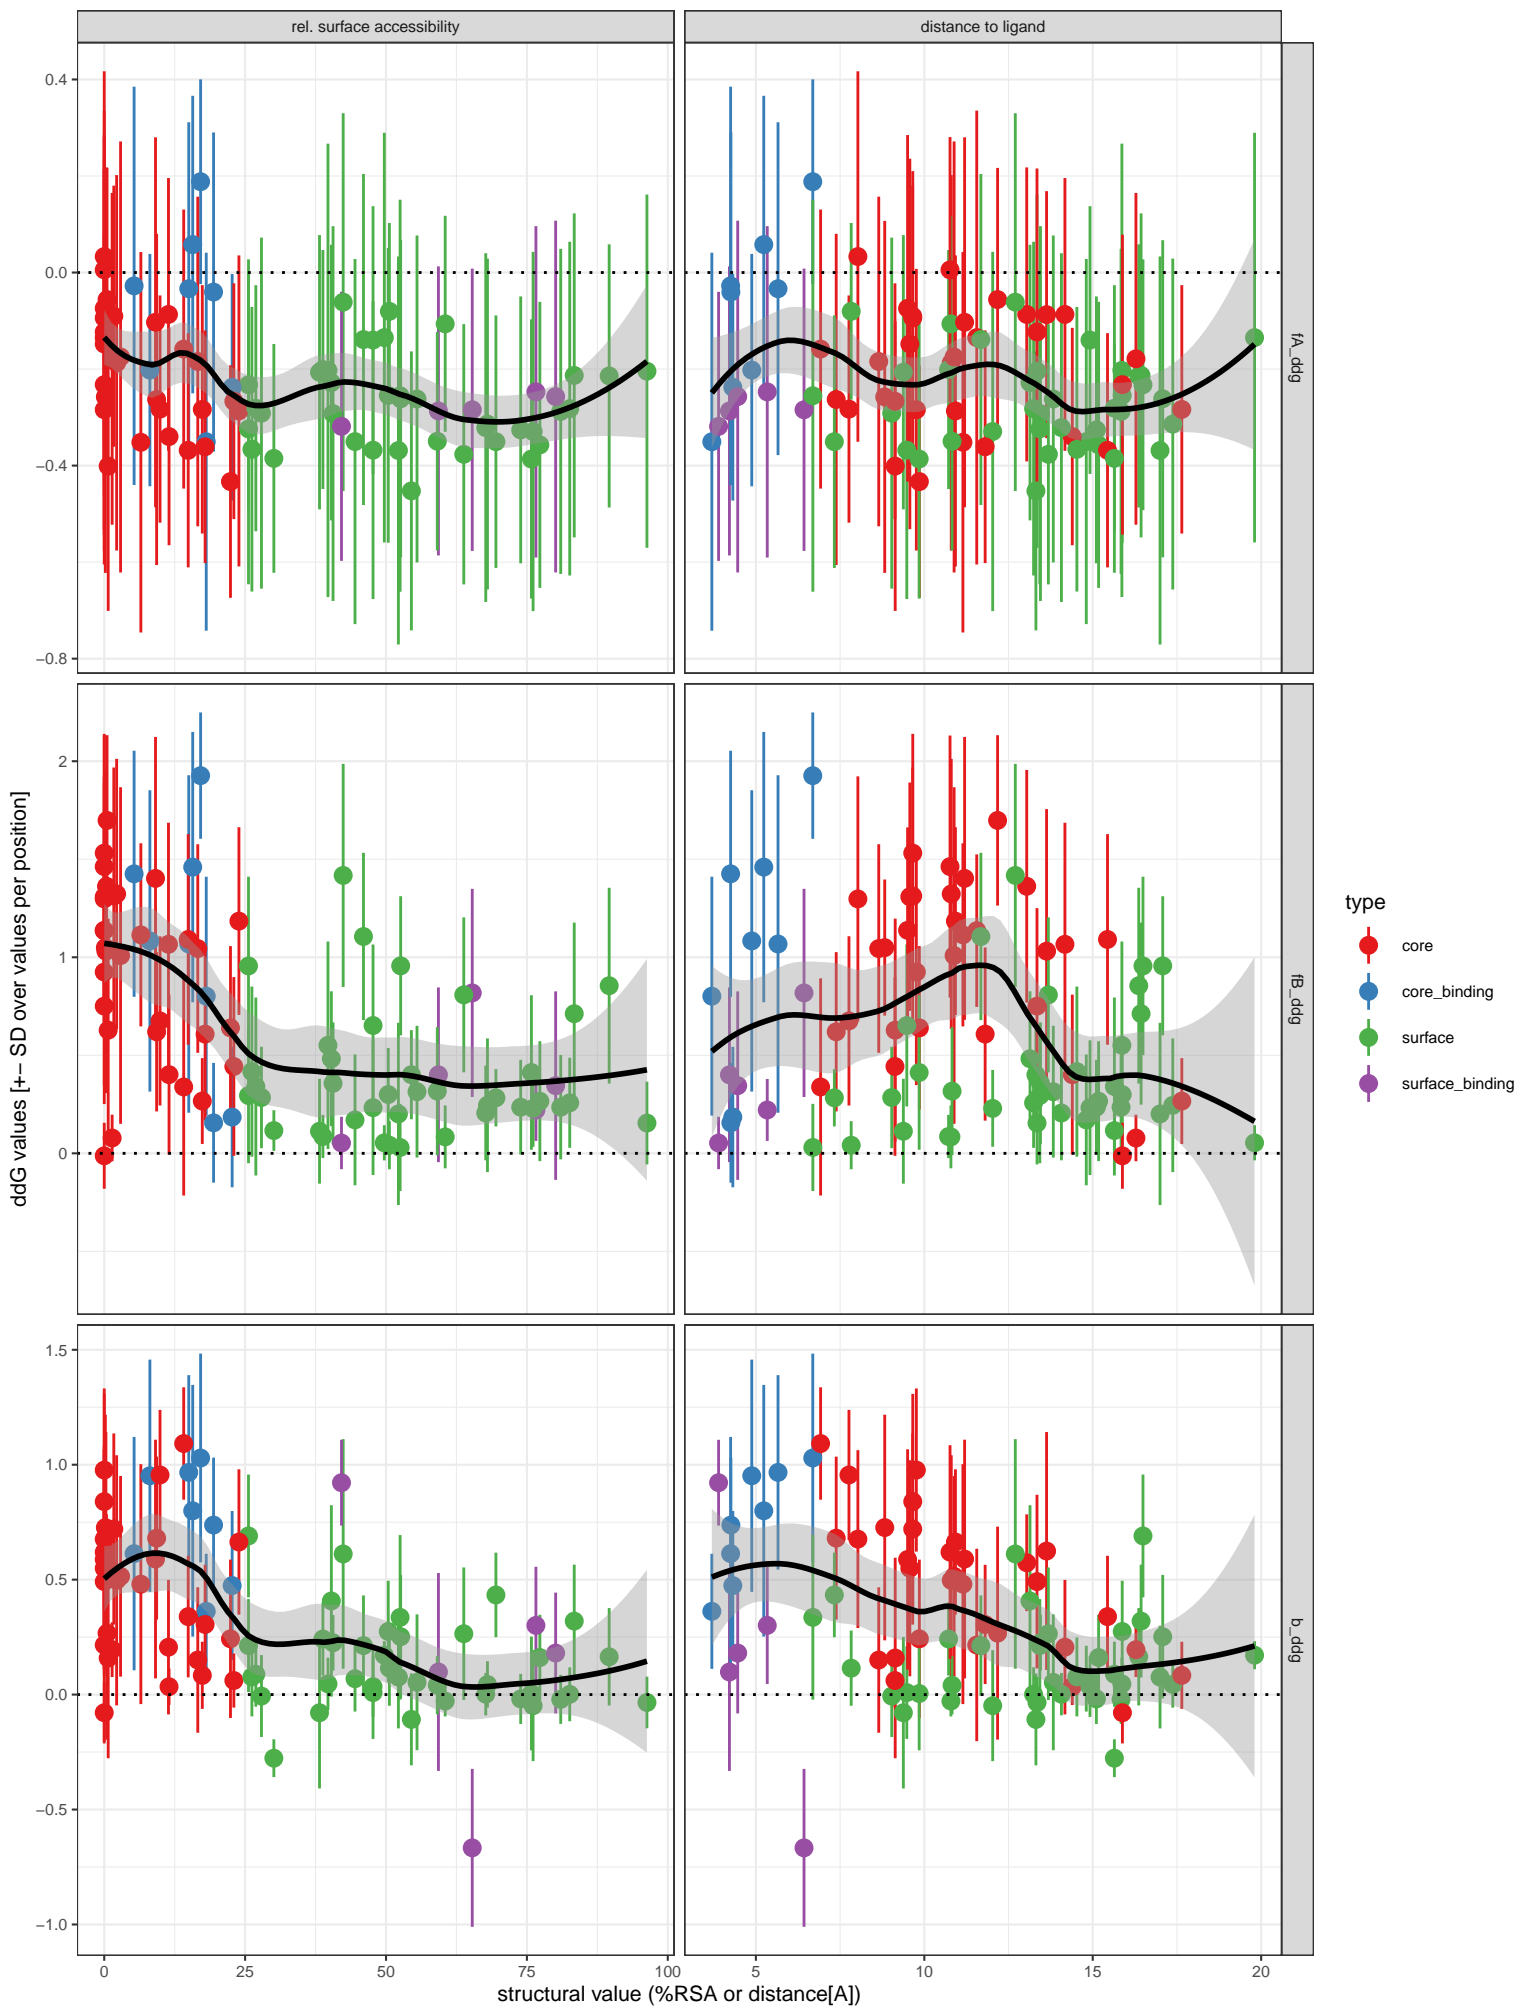 rel. surface accessibility
distance to ligand
0.4
0.0
−0.4
−0.8
fA_ddg
2
1
0
fB_ddg
1.5
1.0
0.5
0.0
−0.5
−1.0
b_ddg
0
25
50
75
100
5
10
15
20
structural value (%RSA or distance[A])
ddG values [+− SD over values per position]
type
core
core_binding
surface
surface_binding